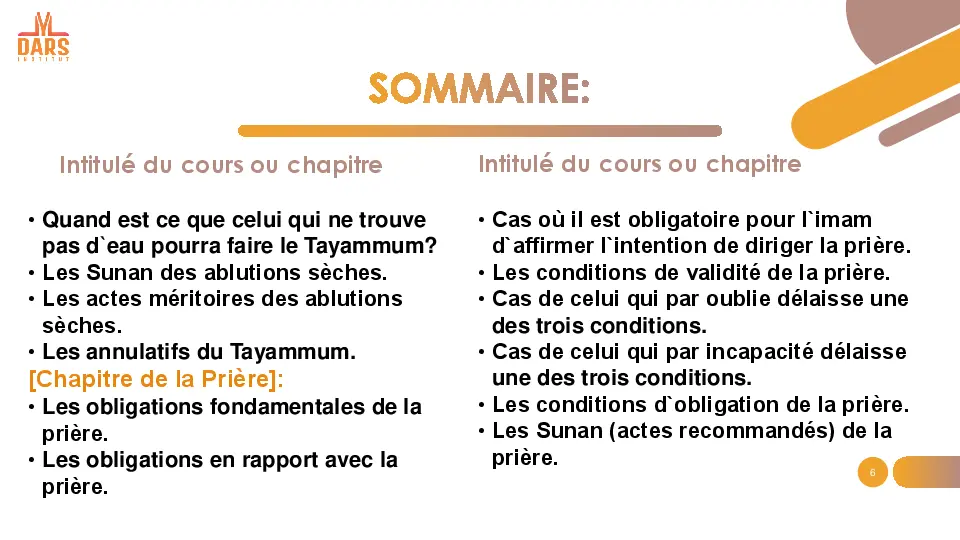 DARS
INSTITUT
SOMMAIRE:
Intitulé du cours ou chapitre
• Quand est ce que celui qui ne trouve
pas d`eau pourra faire le Tayammum?
• Les Sunan des ablutions sèches.
• Les actes méritoires des ablutions
sèches.
• Les annulatifs du Tayammum.
[Chapitre de la Prière]:
• Les obligations fondamentales de la
prière.
• Les obligations en rapport avec la
prière.
Intitulé du cours ou chapitre
• Cas où il est obligatoire pour l`imam
d`affirmer l`intention de diriger la prière.
• Les conditions de validité de la prière.
• Cas de celui qui par oublie délaisse une
des trois conditions.
• Cas de celui qui par incapacité délaisse
une des trois conditions.
• Les conditions d`obligation de la prière.
• Les Sunan (actes recommandés) de la
prière.
6